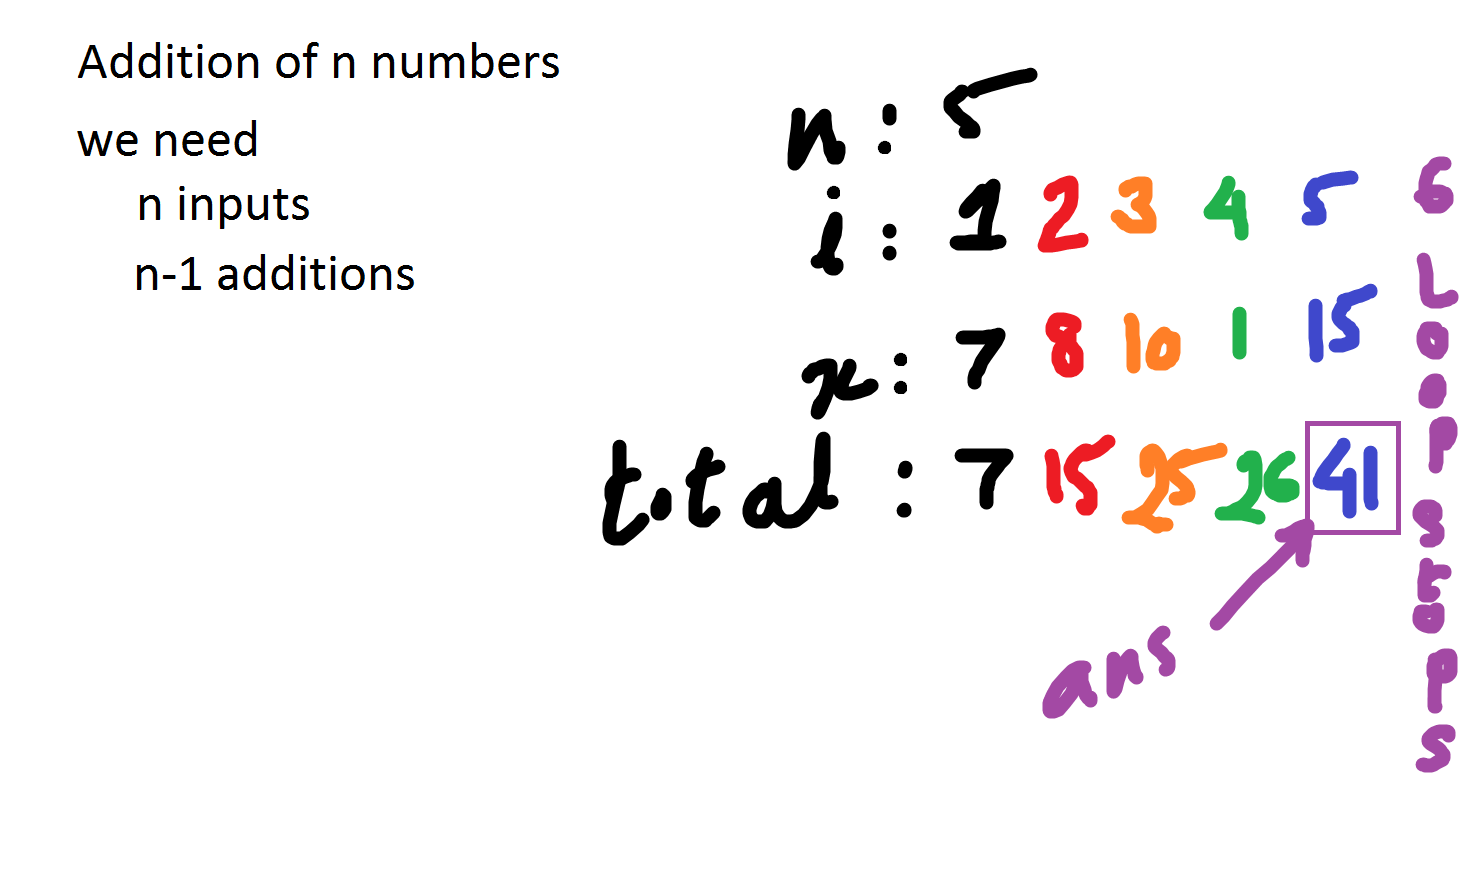 Addition of n numbers
we need
n inputs
n-1 additions
n: 5
i: 1 2 3 4 5 6
x: 7 8 10 1 15
total: 7 15 25 26 41
ans
Loop stops